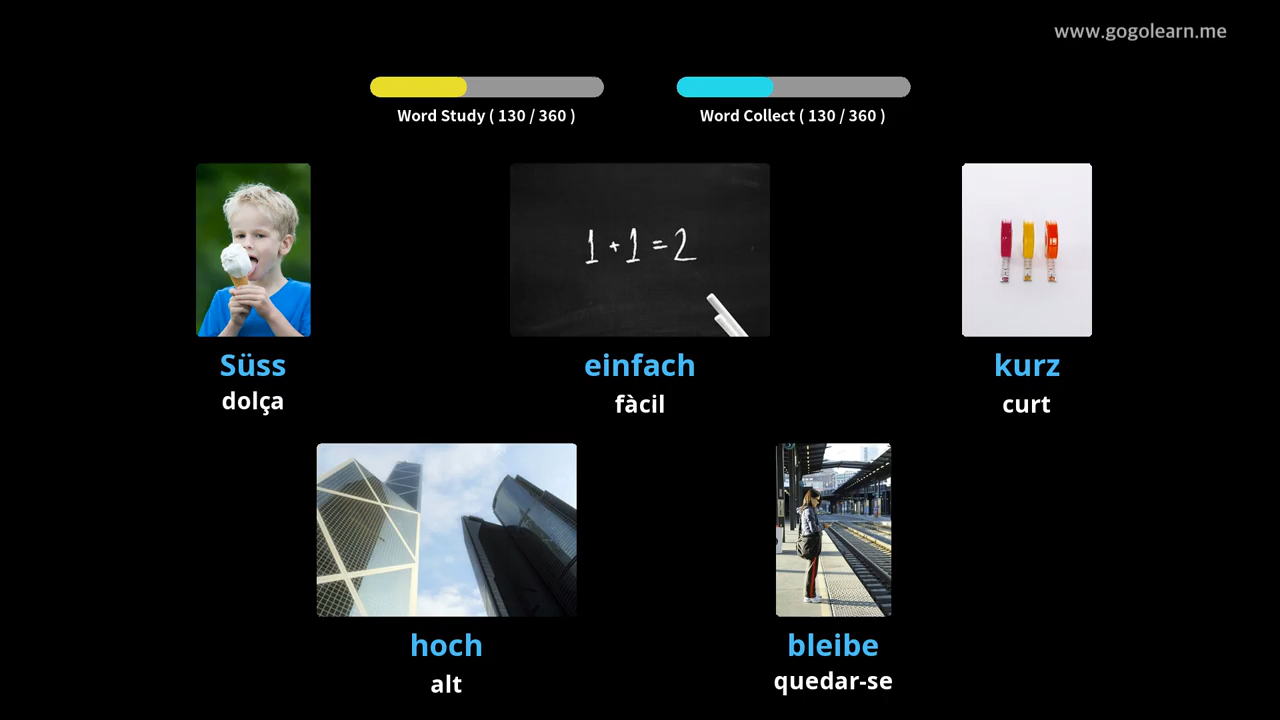 www.gogolearn.me
Word Study ( 130 / 360 )
Word Collect ( 130 / 360 )
1 + 1 = 2
Süss
dolça
einfach
fàcil
kurz
curt
hoch
alt
bleibe
quedar-se